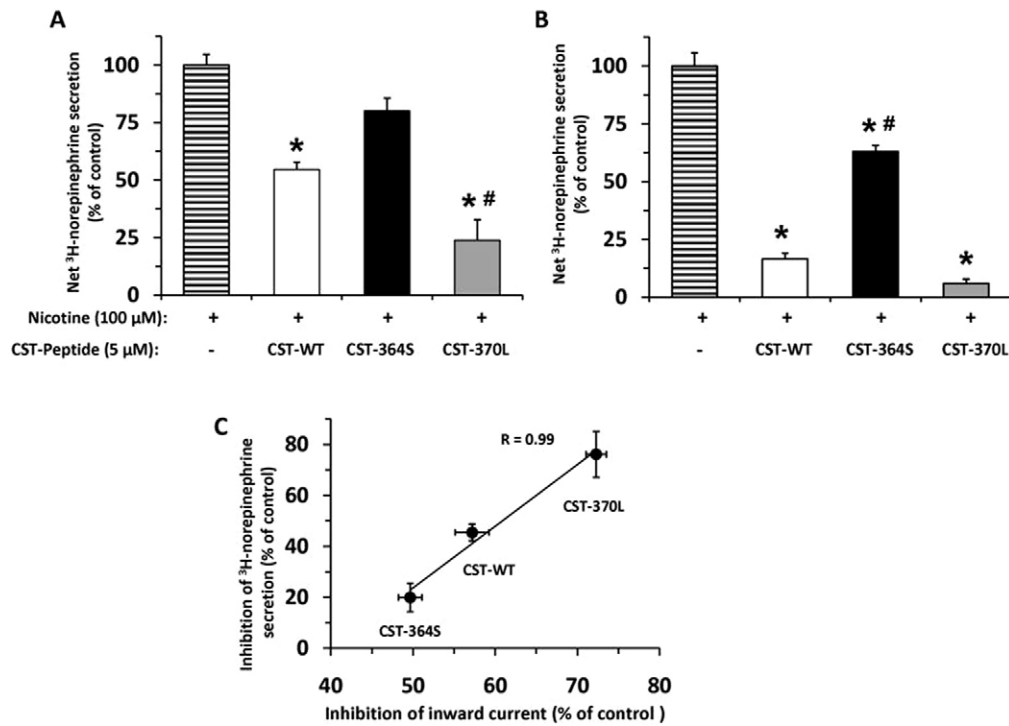 A
Net ³H-norepinephrine secretion
(% of control)
100
75
50
25
0
*
* #
Nicotine (100 µM):
+
+
+
+
CST-Peptide (5 µM):
-
CST-WT
CST-364S
CST-370L
B
Net ³H-norepinephrine secretion
(% of control)
100
75
50
25
0
*
* #
*
+
+
+
+
-
CST-WT
CST-364S
CST-370L
C
Inhibition of ³H-norepinephrine
secretion (% of control)
80
60
40
20
0
R = 0.99
CST-370L
CST-WT
CST-364S
40
50
60
70
80
Inhibition of inward current (% of control )